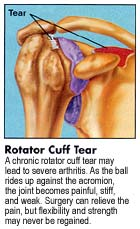 Tear
Rotator Cuff Tear
A chronic rotator cuff tear may
lead to severe arthritis. As the ball
rides up against the acromion,
the joint becomes painful, stiff,
and weak. Surgery can relieve the
pain, but flexibility and strength
may never be regained.